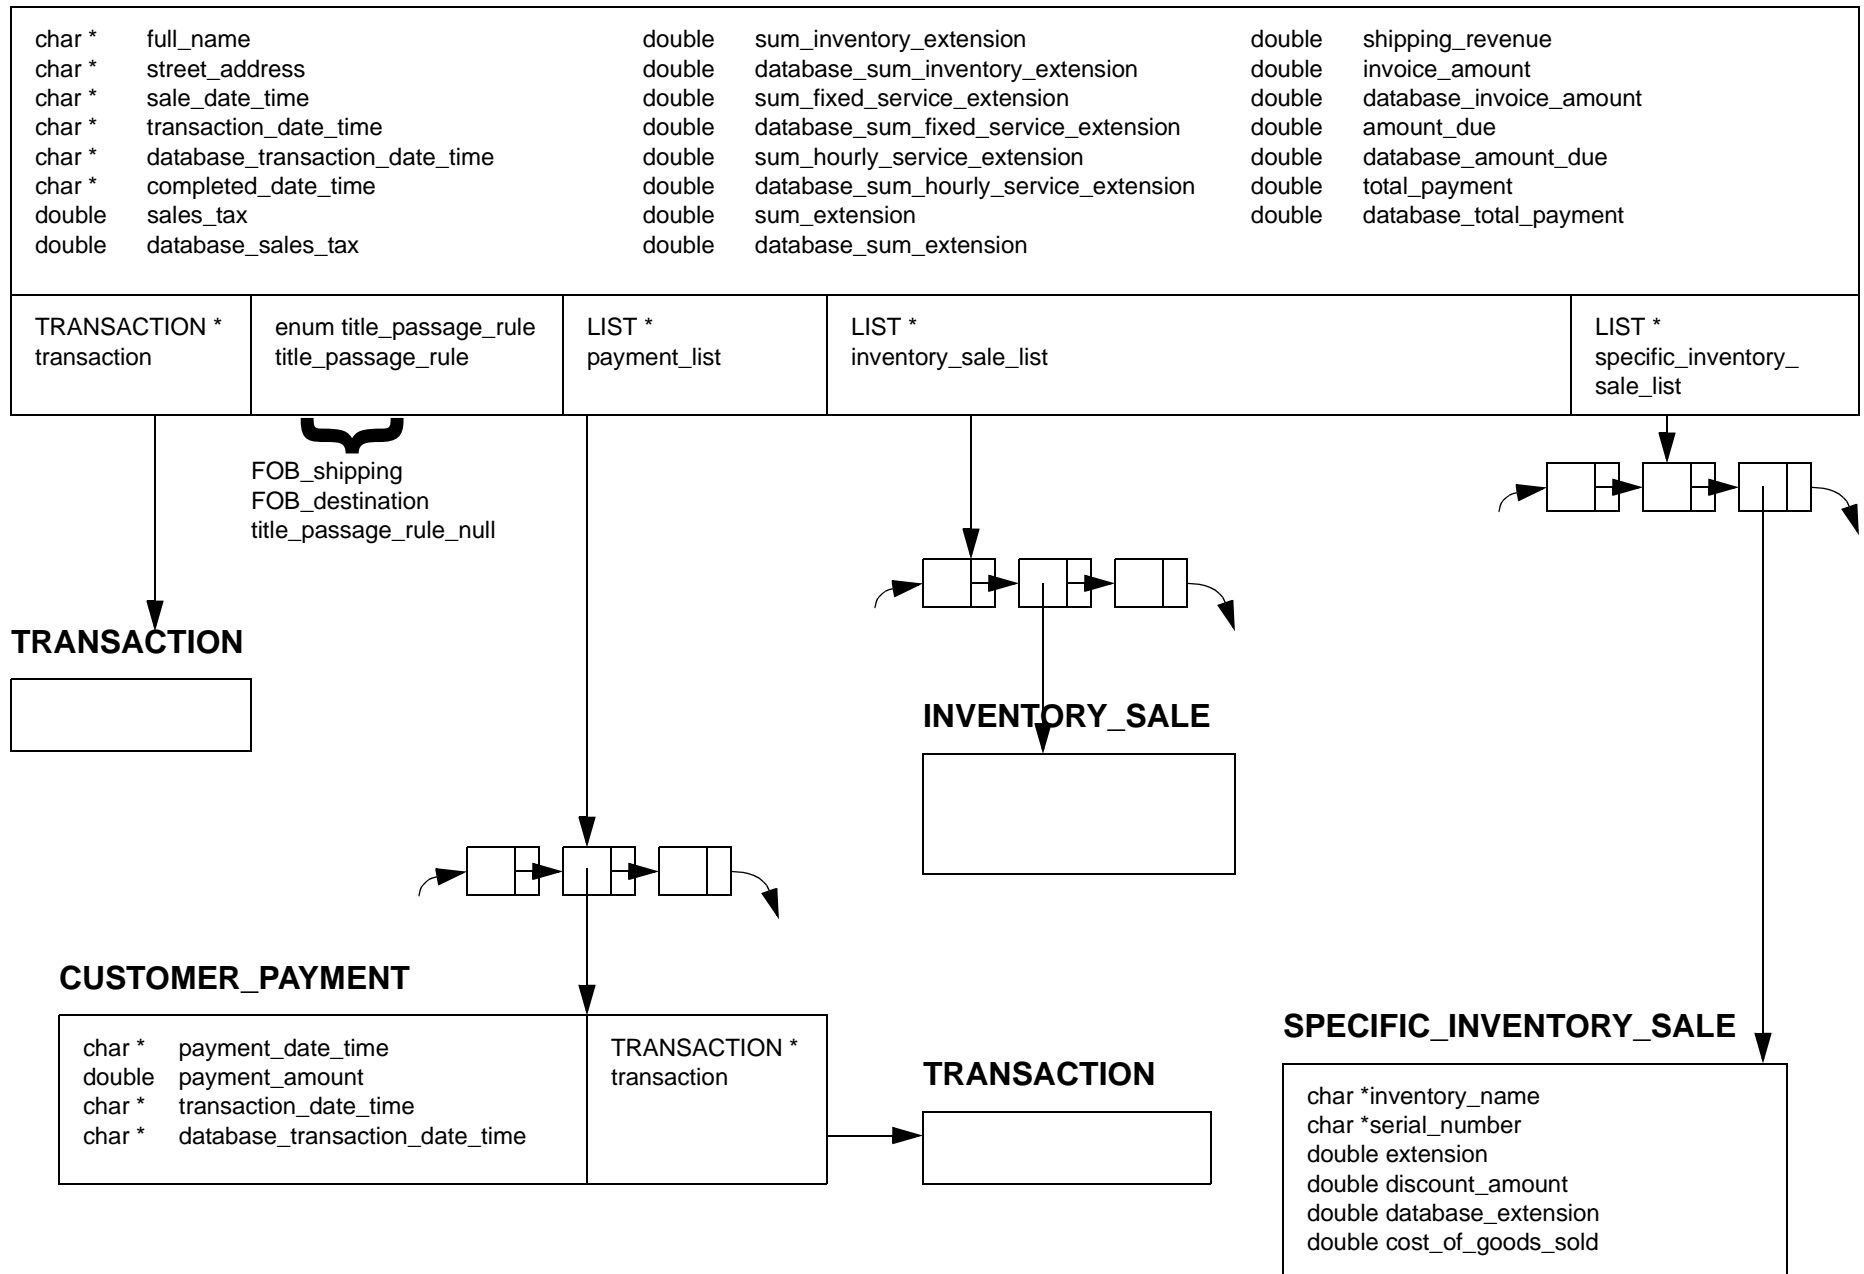 char * full_name
char * street_address
char * sale_date_time
char * transaction_date_time
char * database_transaction_date_time
char * completed_date_time
double sales_tax
double database_sales_tax
double sum_inventory_extension
double database_sum_inventory_extension
double sum_fixed_service_extension
double database_sum_fixed_service_extension
double sum_hourly_service_extension
double database_sum_hourly_service_extension
double sum_extension
double database_sum_extension
double shipping_revenue
double invoice_amount
double database_invoice_amount
double amount_due
double database_amount_due
double total_payment
double database_total_payment
TRANSACTION *
transaction
enum title_passage_rule
title_passage_rule
LIST *
payment_list
LIST *
inventory_sale_list
LIST *
specific_inventory_
sale_list
FOB_shipping
FOB_destination
title_passage_rule_null
TRANSACTION
INVENTORY_SALE
CUSTOMER_PAYMENT
char * payment_date_time
double payment_amount
char * transaction_date_time
char * database_transaction_date_time
TRANSACTION *
transaction
TRANSACTION
SPECIFIC_INVENTORY_SALE
char *inventory_name
char *serial_number
double extension
double discount_amount
double database_extension
double cost_of_goods_sold